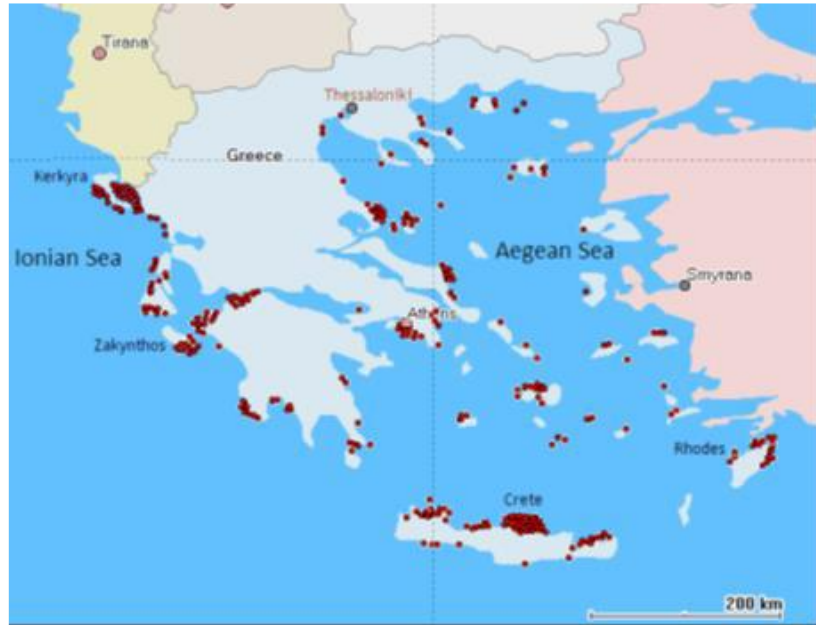 Tirana
Thessaloniki
Greece
Kerkyra
Ionian Sea
Aegean Sea
Smyrana
Athens
Zakynthos
Rhodes
Crete
200 km